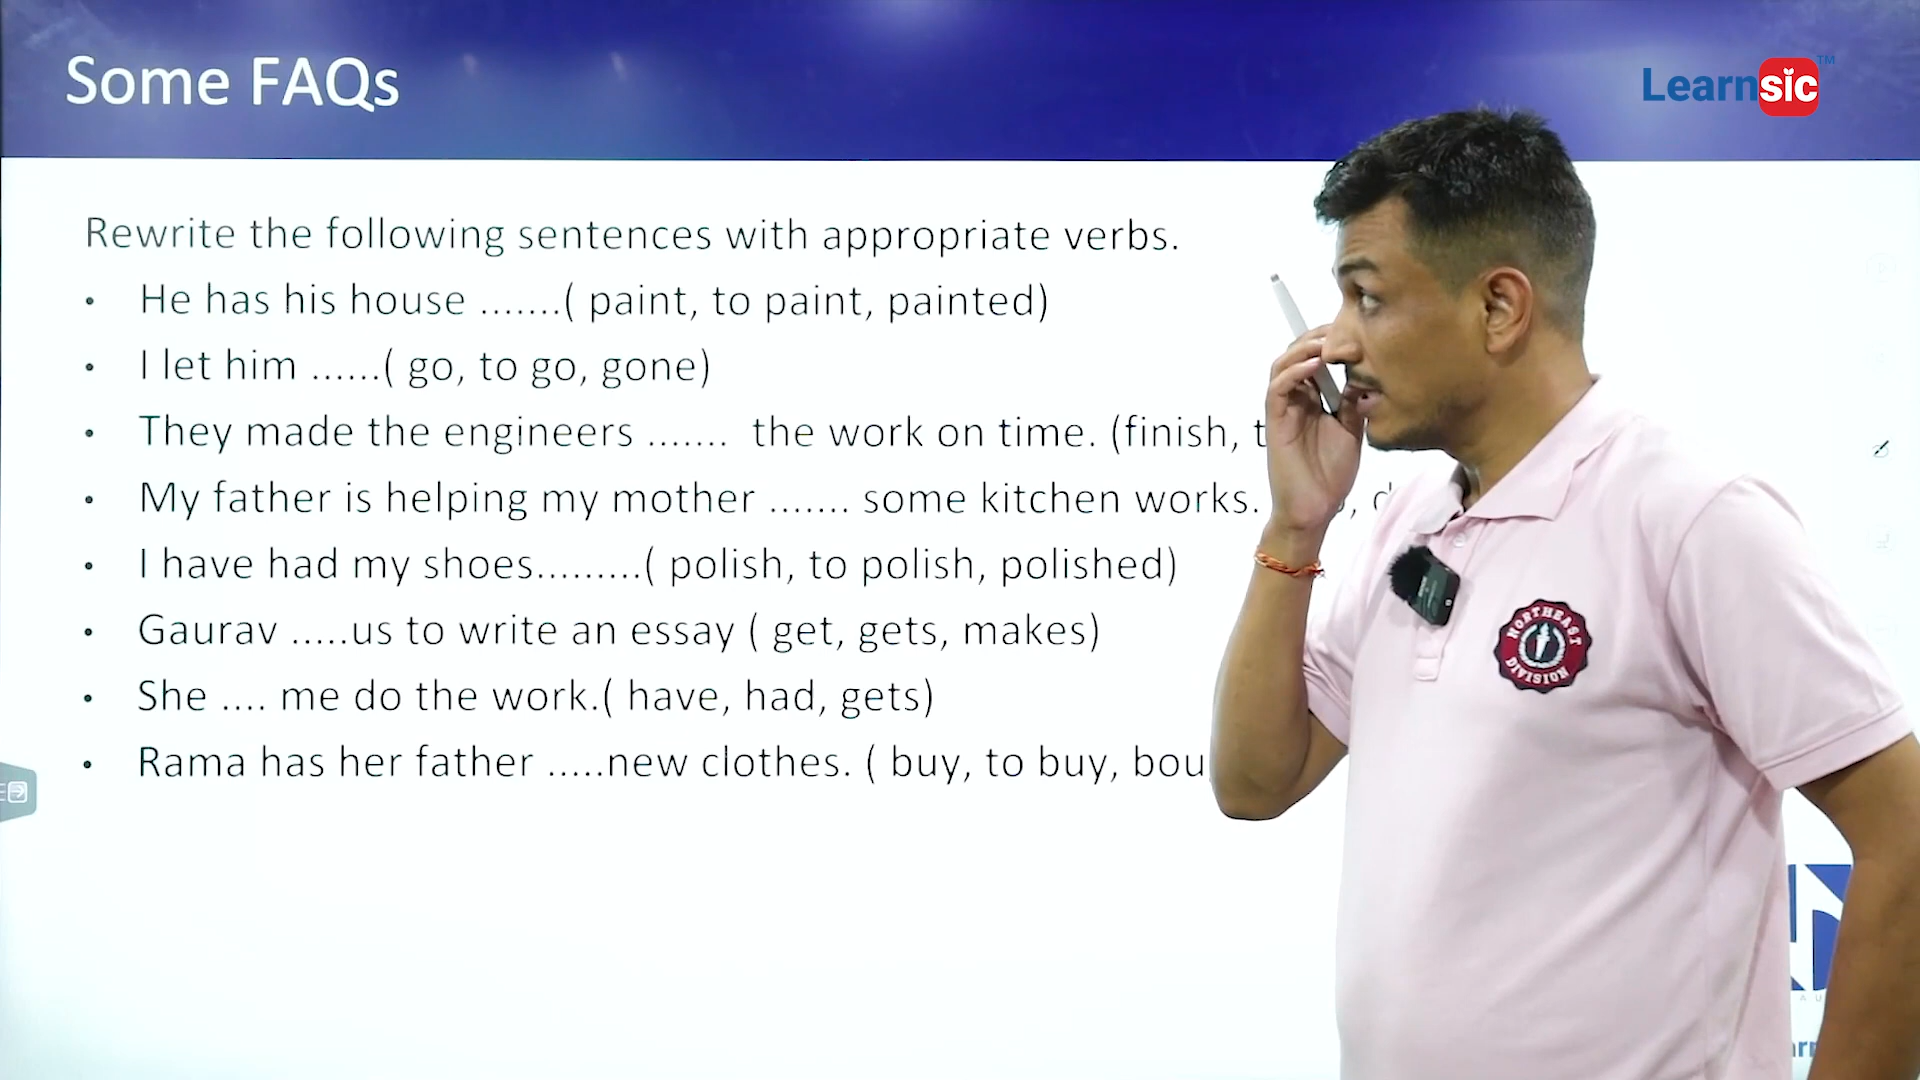 Some FAQs
Learnsic™
Rewrite the following sentences with appropriate verbs.
• He has his house .......( paint, to paint, painted)
• I let him ......( go, to go, gone)
• They made the engineers ....... the work on time. (finish,
• My father is helping my mother ....... some kitchen works.
• I have had my shoes.........( polish, to polish, polished)
• Gaurav .....us to write an essay ( get, gets, makes)
• She .... me do the work.( have, had, gets)
• Rama has her father .....new clothes. ( buy, to buy,
NORTHEAST
DIVISION